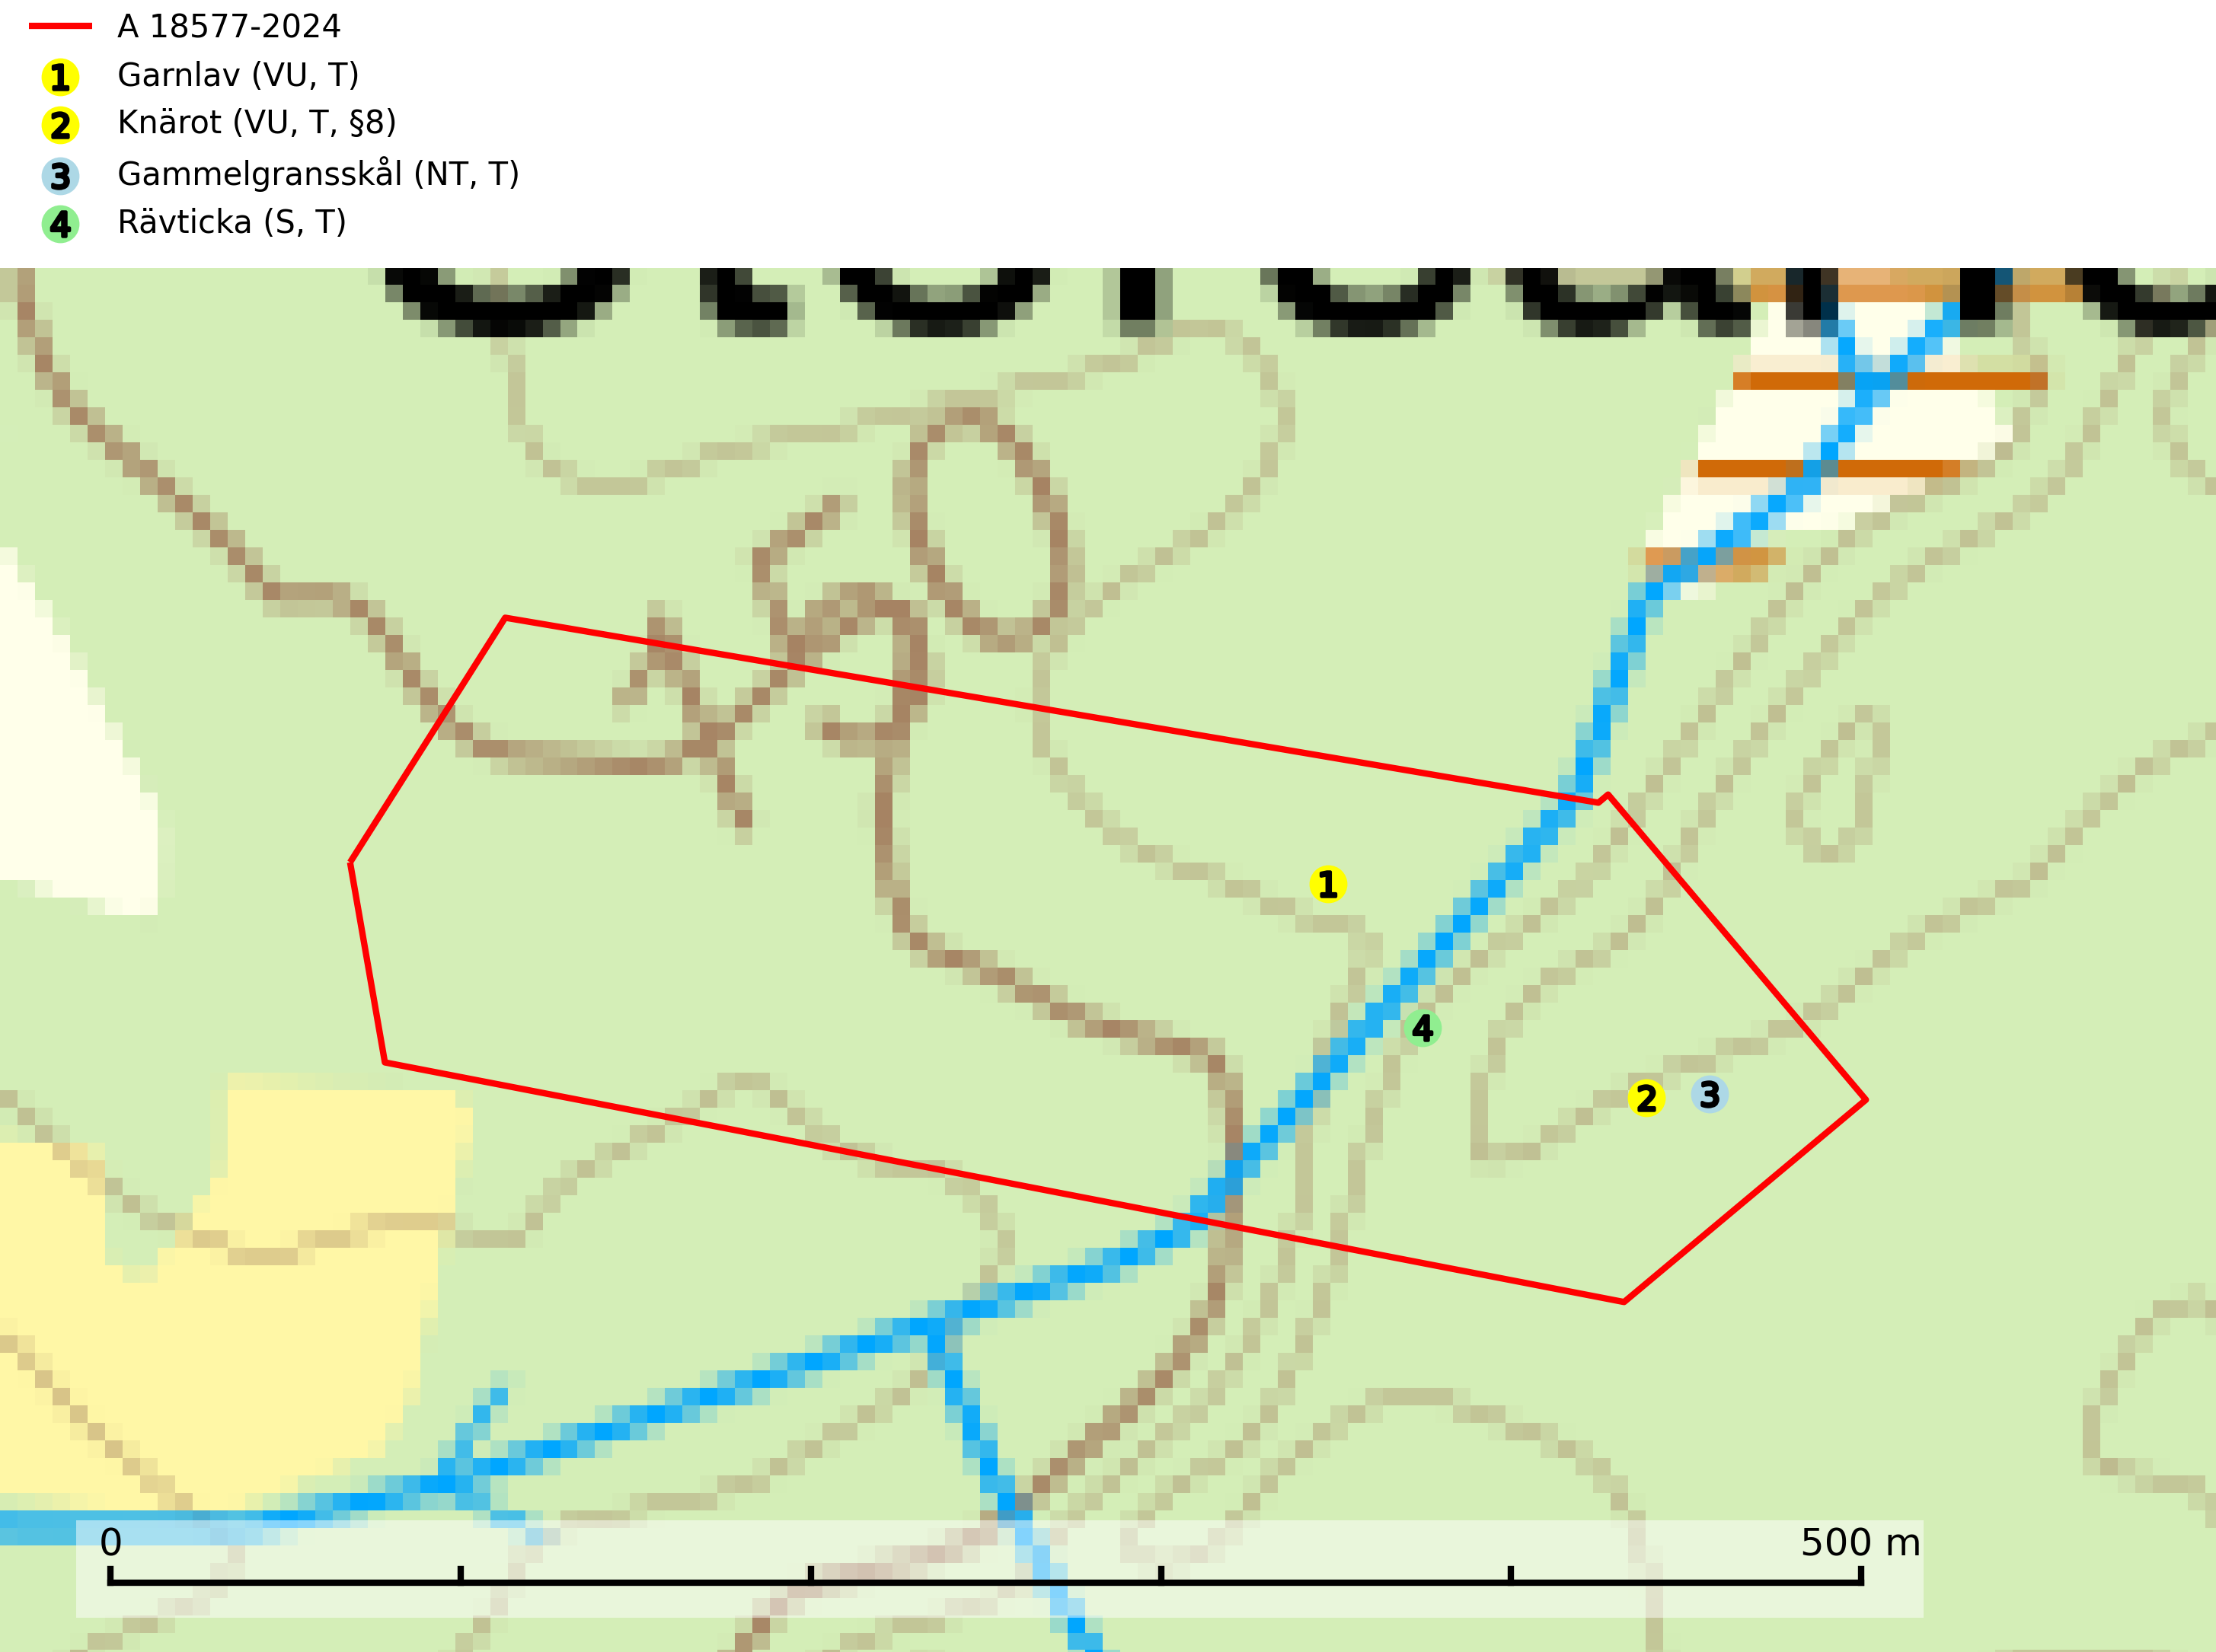 A 18577-2024
1 Garnlav (VU, T)
2 Knärot (VU, T, §8)
3 Gammelgransskål (NT, T)
4 Rävticka (S, T)
1
4
2 3
0 500 m